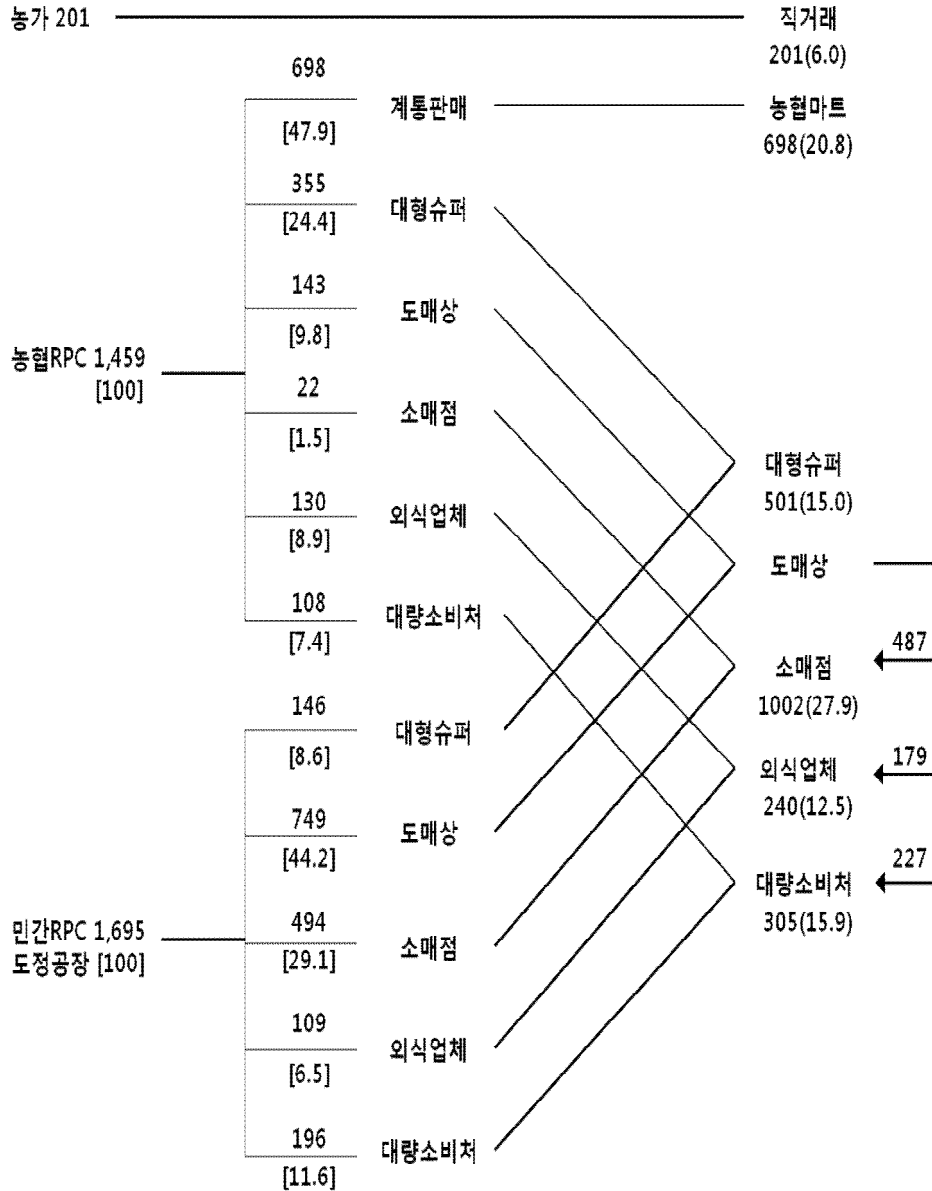 농가 201
직거래
201(6.0)
698
계통판매
농협마트
[47.9]
698(20.8)
355
대형슈퍼
[24.4]
143
도매상
[9.8]
농협RPC 1,459
[100]
22
소매점
[1.5]
대형슈퍼
501(15.0)
130
외식업체
[8.9]
도매상
108
대량소비처
[7.4]
487
소매점
1002(27.9)
146
대형슈퍼
[8.6]
179
외식업체
240(12.5)
749
도매상
[44.2]
227
대량소비처
305(15.9)
민간RPC 1,695
도정공장 [100]
494
소매점
[29.1]
109
외식업체
[6.5]
196
대량소비처
[11.6]